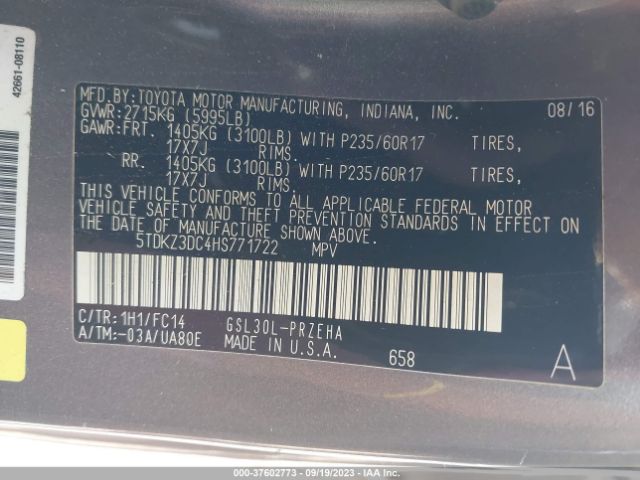 42661-08110
MFD.BY:TOYOTA MOTOR MANUFACTURING, INDIANA, INC. 08/16
GVWR:2715KG (5995LB)
GAWR:FRT. 1405KG (3100LB) WITH P235/60R17 TIRES,
17X7J RIMS.
RR. 1405KG (3100LB) WITH P235/60R17 TIRES,
17X7J RIMS.
THIS VEHICLE CONFORMS TO ALL APPLICABLE FEDERAL MOTOR
VEHICLE SAFETY AND THEFT PREVENTION STANDARDS IN EFFECT ON
THE DATE OF MANUFACTURE SHOWN ABOVE.
5TDKZ3DC4HS771722 MPV
C/TR:1H1/FC14 GSL30L-PRZEHA
A/TM:-03A/UA80E MADE IN U.S.A. 658 A
000-37602773 - 09/19/2023 - IAAI.COM